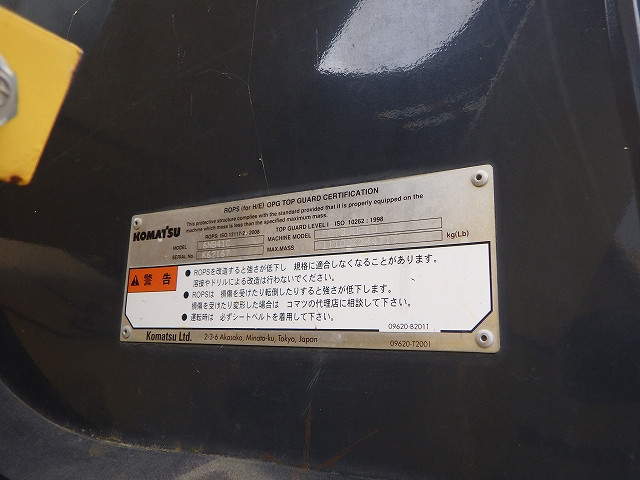 ROPS (for H/E) OPG TOP GUARD CERTIFICATION
This protective structure complies with the standard provided that it is properly equipped on the
machine which mass is less than the specified maximum mass.
KOMATSU
ROPS: ISO 12117-2 : 2008 TOP GUARD LEVEL I ISO 10262 : 1998
MODEL MACHINE MODEL
SERIAL No. MAX.MASS kg(Lb)
警告
● ROPSを改造すると強さが低下し 規格に適合しなくなることがあります。
溶接やドリルによる改造は行わないでください。
● ROPSは 損傷を受けたり転倒したりすると強さが低下します。
損傷を受けたり変形した場合は コマツの代理店に相談して下さい。
● 運転時は 必ずシートベルトを着用して下さい。
09620-B2011
Komatsu Ltd. 2-3-6 Akasaka, Minato-ku, Tokyo, Japan 09620-T2001